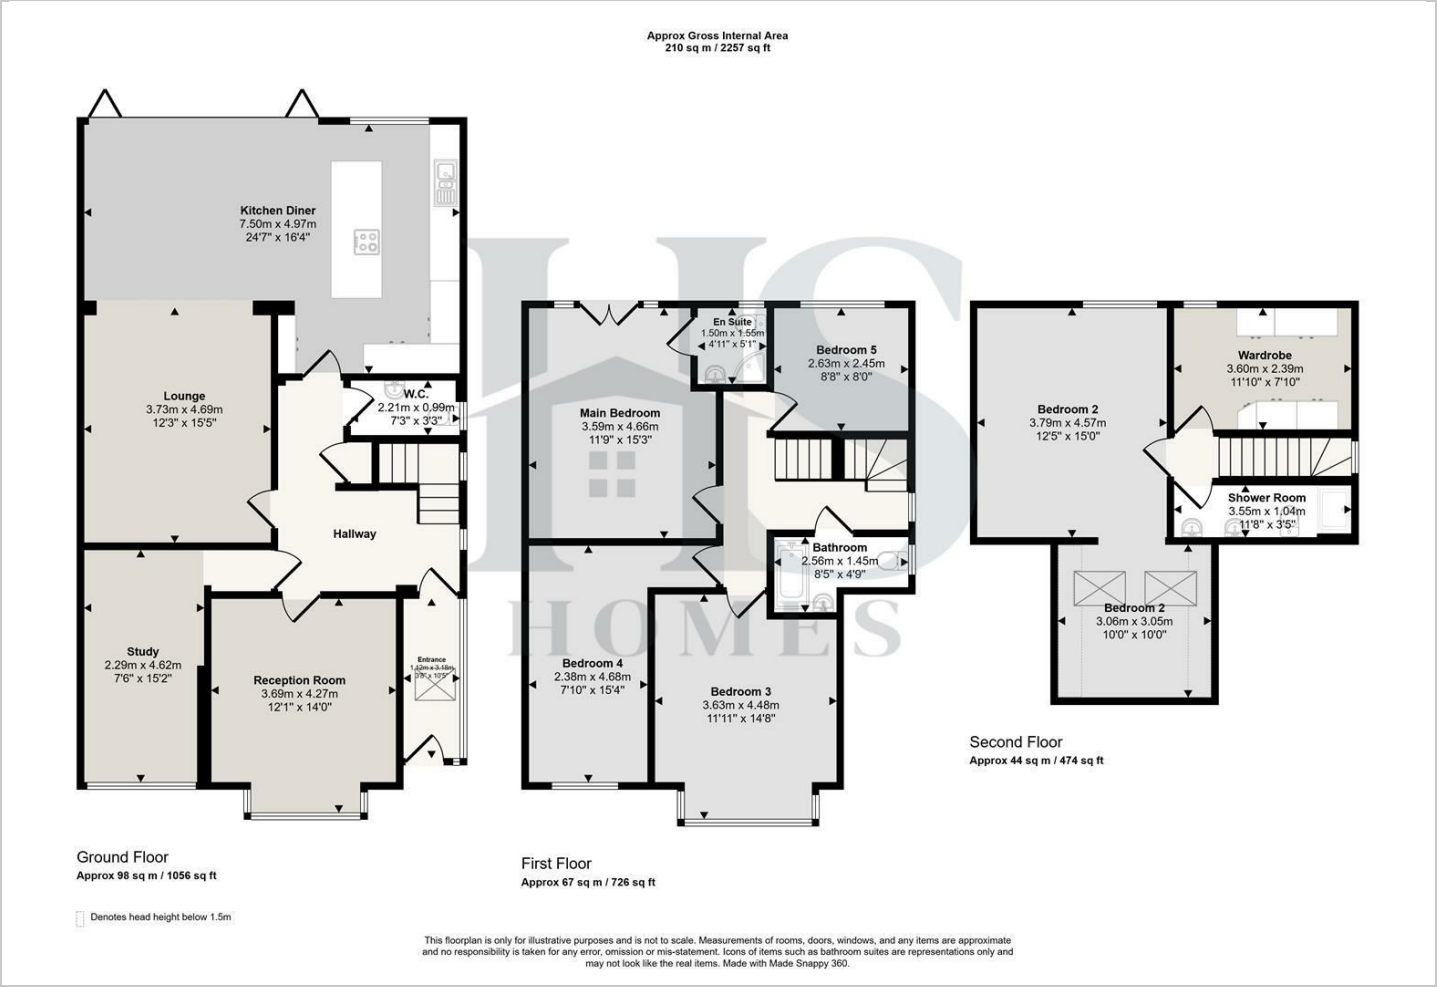 Approx Gross Internal Area
210 sq m / 2257 sq ft
Kitchen Diner
7.50m x 4.97m
24'7" x 16'4"
Lounge
3.73m x 4.69m
12'3" x 15'5"
W.C.
2.21m x 0.99m
7'3" x 3'3"
Hallway
Study
2.29m x 4.62m
7'6" x 15'2"
Reception Room
3.69m x 4.27m
12'1" x 14'0"
Entrance
1.12m x 3.18m
3'8" x 10'5"
Ground Floor
Approx 98 sq m / 1056 sq ft
Denotes head height below 1.5m
HS
HOMES
En Suite
1.50m x 1.55m
4'11" x 5'1"
Bedroom 5
2.63m x 2.45m
8'8" x 8'0"
Main Bedroom
3.59m x 4.66m
11'9" x 15'3"
Bathroom
2.56m x 1.45m
8'5" x 4'9"
Bedroom 4
2.38m x 4.68m
7'10" x 15'4"
Bedroom 3
3.63m x 4.48m
11'11" x 14'8"
First Floor
Approx 67 sq m / 726 sq ft
Wardrobe
3.60m x 2.39m
11'10" x 7'10"
Bedroom 2
3.79m x 4.57m
12'5" x 15'0"
Shower Room
3.55m x 1.04m
11'8" x 3'5"
Bedroom 2
3.06m x 3.05m
10'0" x 10'0"
Second Floor
Approx 44 sq m / 474 sq ft
This floorplan is only for illustrative purposes and is not to scale. Measurements of rooms, doors, windows, and any items are approximate
and no responsibility is taken for any error, omission or mis-statement. Icons of items such as bathroom suites are representations only and
may not look like the real items. Made with Made Snappy 360.